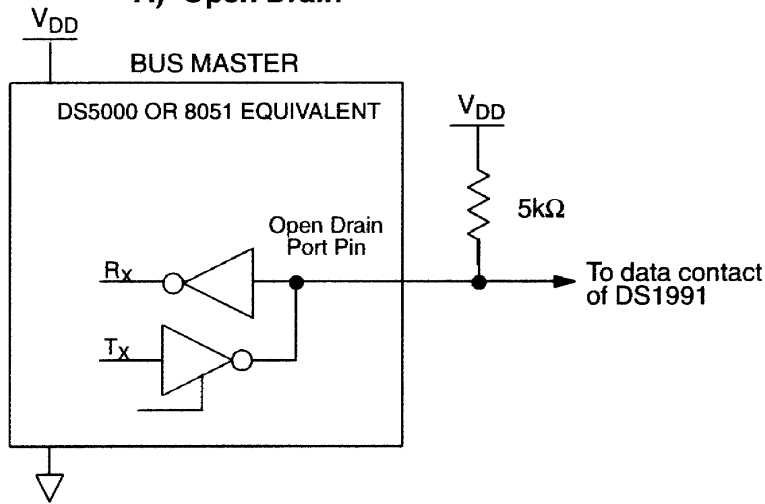 A) Open Drain
VDD
BUS MASTER
DS5000 OR 8051 EQUIVALENT
VDD
5kΩ
Open Drain
Port Pin
RX
To data contact
of DS1991
TX